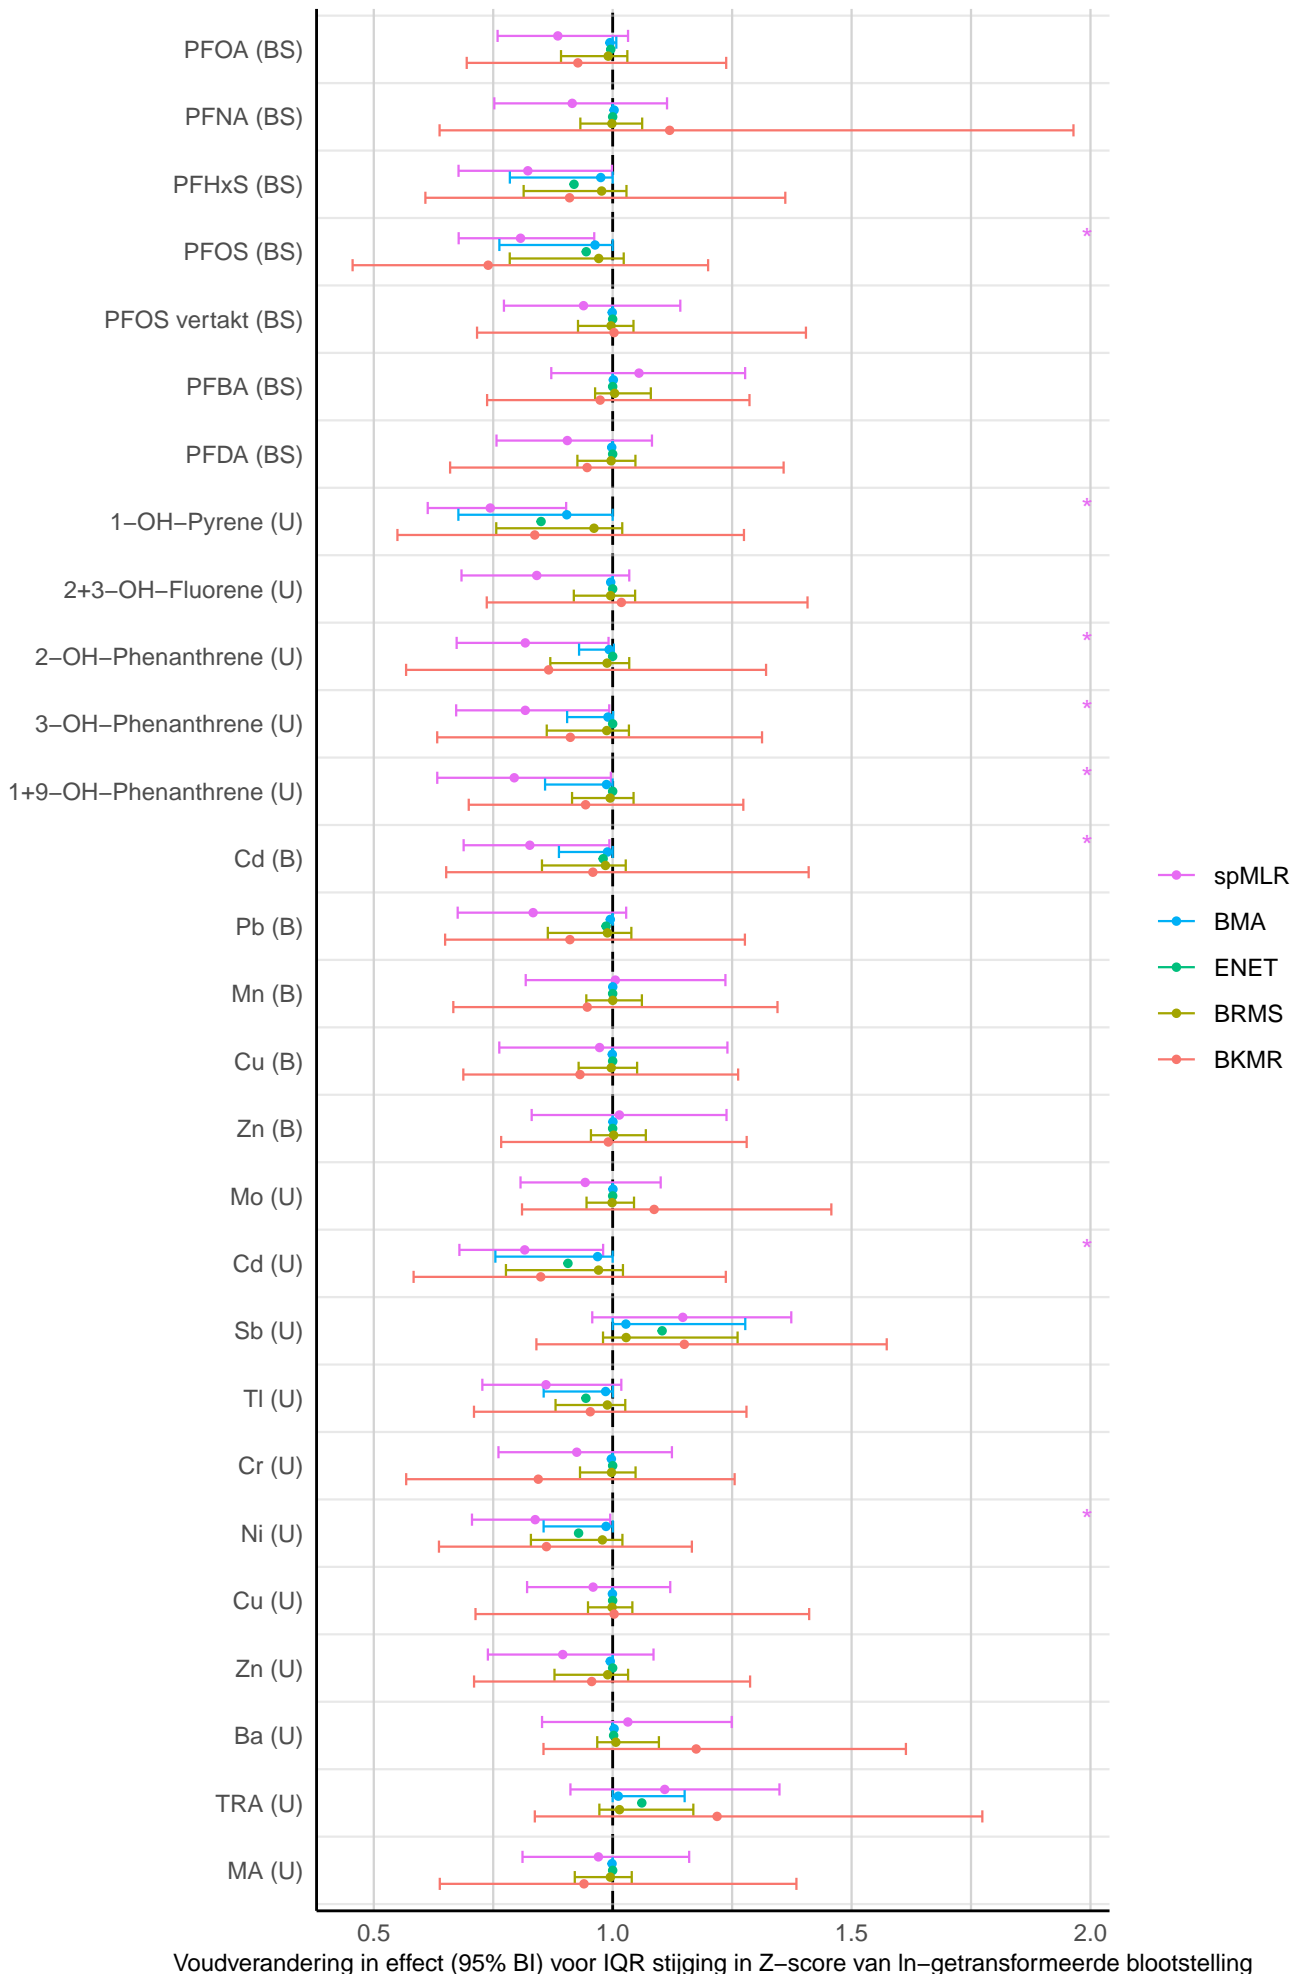 PFOA (BS)
PFNA (BS)
PFHxS (BS)
PFOS (BS)
*
PFOS vertakt (BS)
PFBA (BS)
PFDA (BS)
1−OH−Pyrene (U)
*
2+3−OH−Fluorene (U)
2−OH−Phenanthrene (U)
*
3−OH−Phenanthrene (U)
*
1+9−OH−Phenanthrene (U)
*
Cd (B)
*
Pb (B)
Mn (B)
Cu (B)
Zn (B)
Mo (U)
Cd (U)
*
Sb (U)
Tl (U)
Cr (U)
Ni (U)
*
Cu (U)
Zn (U)
Ba (U)
TRA (U)
MA (U)
spMLR
BMA
ENET
BRMS
BKMR
0.5 1.0 1.5 2.0
Voudverandering in effect (95% BI) voor IQR stijging in Z−score van ln−getransformeerde blootstelling